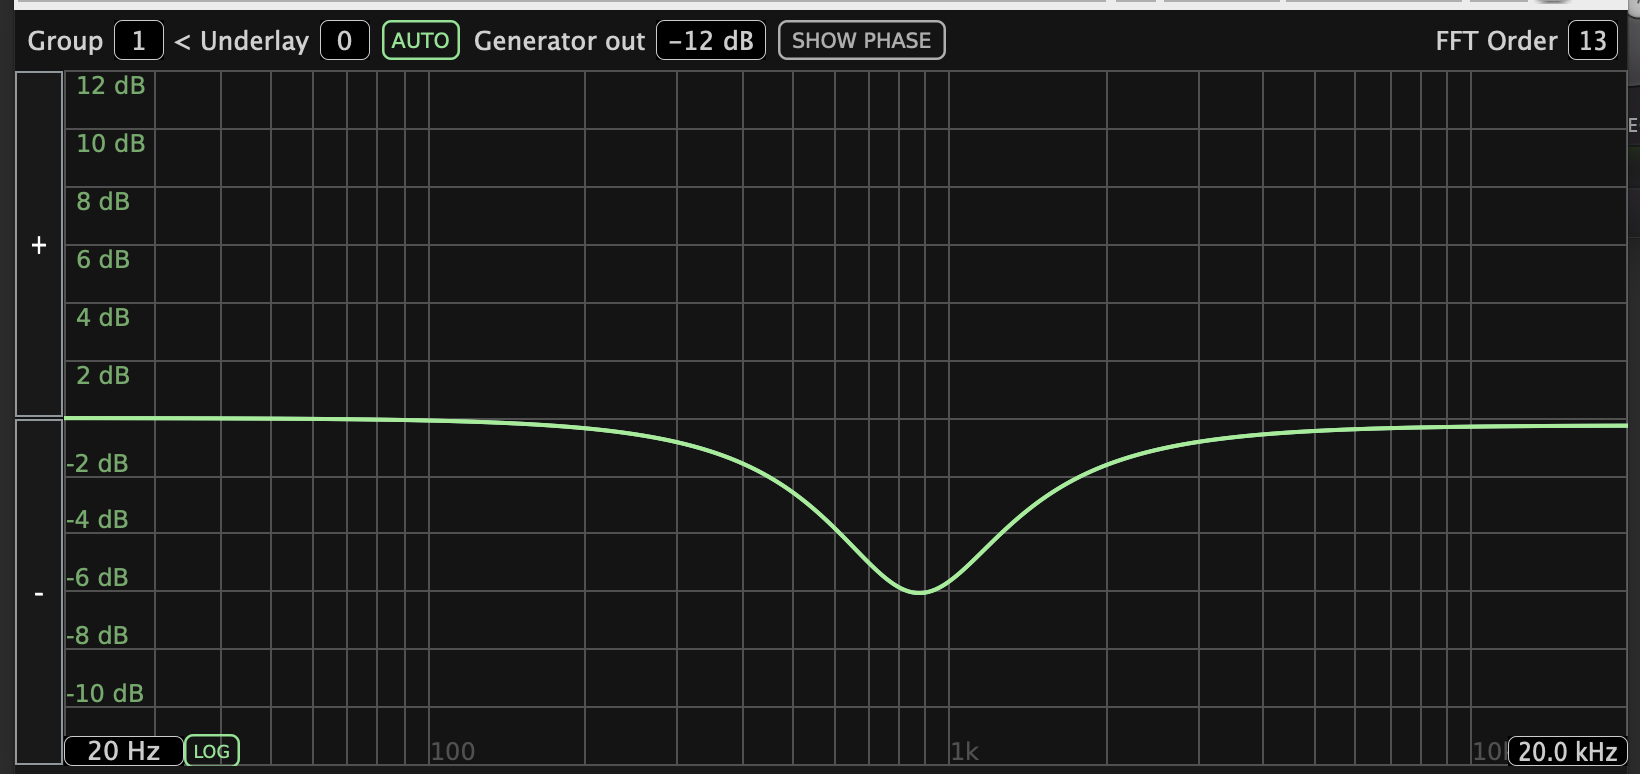 Group 1 < Underlay 0 AUTO Generator out -12 dB SHOW PHASE FFT Order 13
12 dB
10 dB
8 dB
+
6 dB
4 dB
2 dB
-2 dB
-4 dB
-6 dB
-
-8 dB
-10 dB
20 Hz LOG 100 1k 10 20.0 kHz